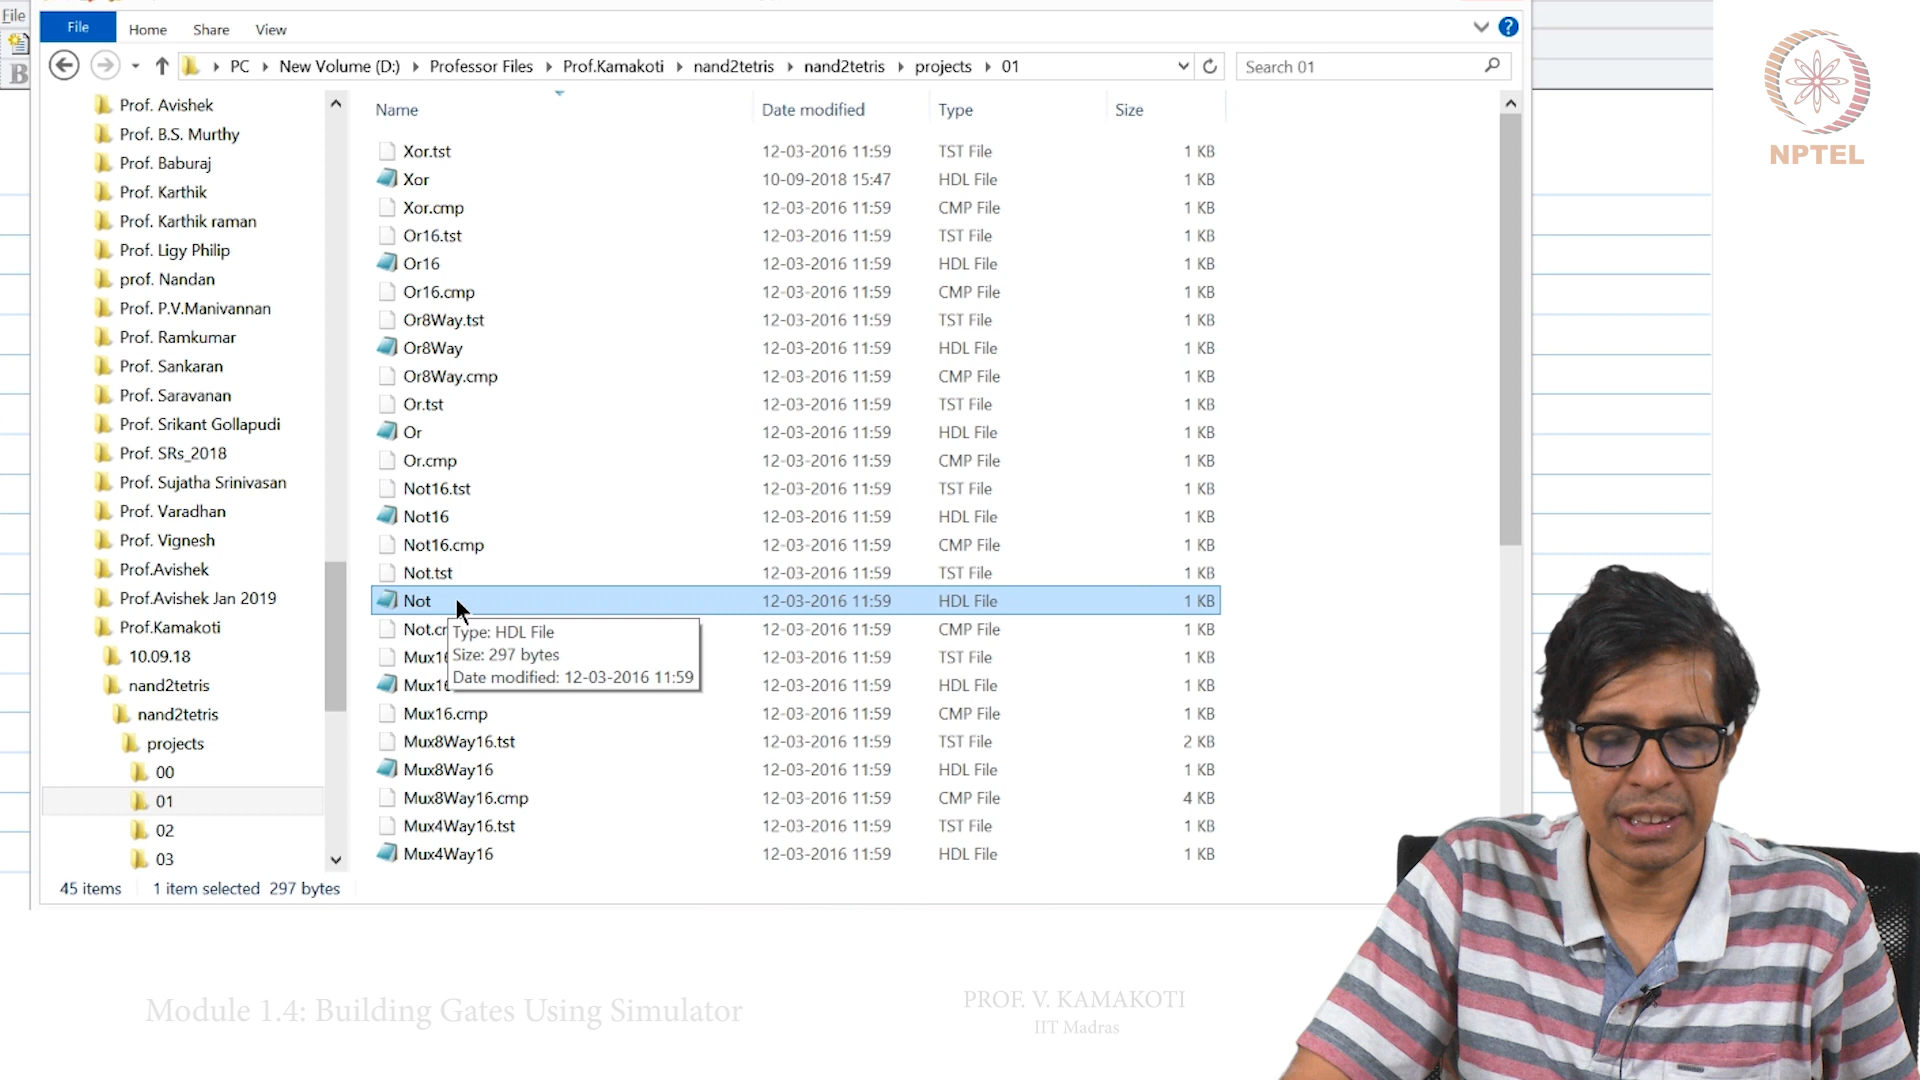 File
B
File
Home
Share
View
PC
New Volume (D:)
Professor Files
Prof.Kamakoti
nand2tetris
nand2tetris
projects
01
Search 01
NPTEL
Prof. Avishek
Prof. B.S. Murthy
Prof. Baburaj
Prof. Karthik
Prof. Karthik raman
Prof. Ligy Philip
prof. Nandan
Prof. P.V.Manivannan
Prof. Ramkumar
Prof. Sankaran
Prof. Saravanan
Prof. Srikant Gollapudi
Prof. SRs_2018
Prof. Sujatha Srinivasan
Prof. Varadhan
Prof. Vignesh
Prof.Avishek
Prof.Avishek Jan 2019
Prof.Kamakoti
10.09.18
nand2tetris
nand2tetris
projects
00
01
02
03
Name Date modified Type Size
Xor.tst 12-03-2016 11:59 TST File 1 KB
Xor 10-09-2018 15:47 HDL File 1 KB
Xor.cmp 12-03-2016 11:59 CMP File 1 KB
Or16.tst 12-03-2016 11:59 TST File 1 KB
Or16 12-03-2016 11:59 HDL File 1 KB
Or16.cmp 12-03-2016 11:59 CMP File 1 KB
Or8Way.tst 12-03-2016 11:59 TST File 1 KB
Or8Way 12-03-2016 11:59 HDL File 1 KB
Or8Way.cmp 12-03-2016 11:59 CMP File 1 KB
Or.tst 12-03-2016 11:59 TST File 1 KB
Or 12-03-2016 11:59 HDL File 1 KB
Or.cmp 12-03-2016 11:59 CMP File 1 KB
Not16.tst 12-03-2016 11:59 TST File 1 KB
Not16 12-03-2016 11:59 HDL File 1 KB
Not16.cmp 12-03-2016 11:59 CMP File 1 KB
Not.tst 12-03-2016 11:59 TST File 1 KB
Not 12-03-2016 11:59 HDL File 1 KB
Not.c 12-03-2016 11:59 CMP File 1 KB
Mux1 12-03-2016 11:59 TST File 1 KB
Mux1 12-03-2016 11:59 HDL File 1 KB
Type: HDL File
Size: 297 bytes
Date modified: 12-03-2016 11:59
Mux16.cmp 12-03-2016 11:59 CMP File 1 KB
Mux8Way16.tst 12-03-2016 11:59 TST File 2 KB
Mux8Way16 12-03-2016 11:59 HDL File 1 KB
Mux8Way16.cmp 12-03-2016 11:59 CMP File 4 KB
Mux4Way16.tst 12-03-2016 11:59 TST File 1 KB
Mux4Way16 12-03-2016 11:59 HDL File 1 KB
45 items 1 item selected 297 bytes
Module 1.4: Building Gates Using Simulator
PROF. V. KAMAKOTI
IIT Madras